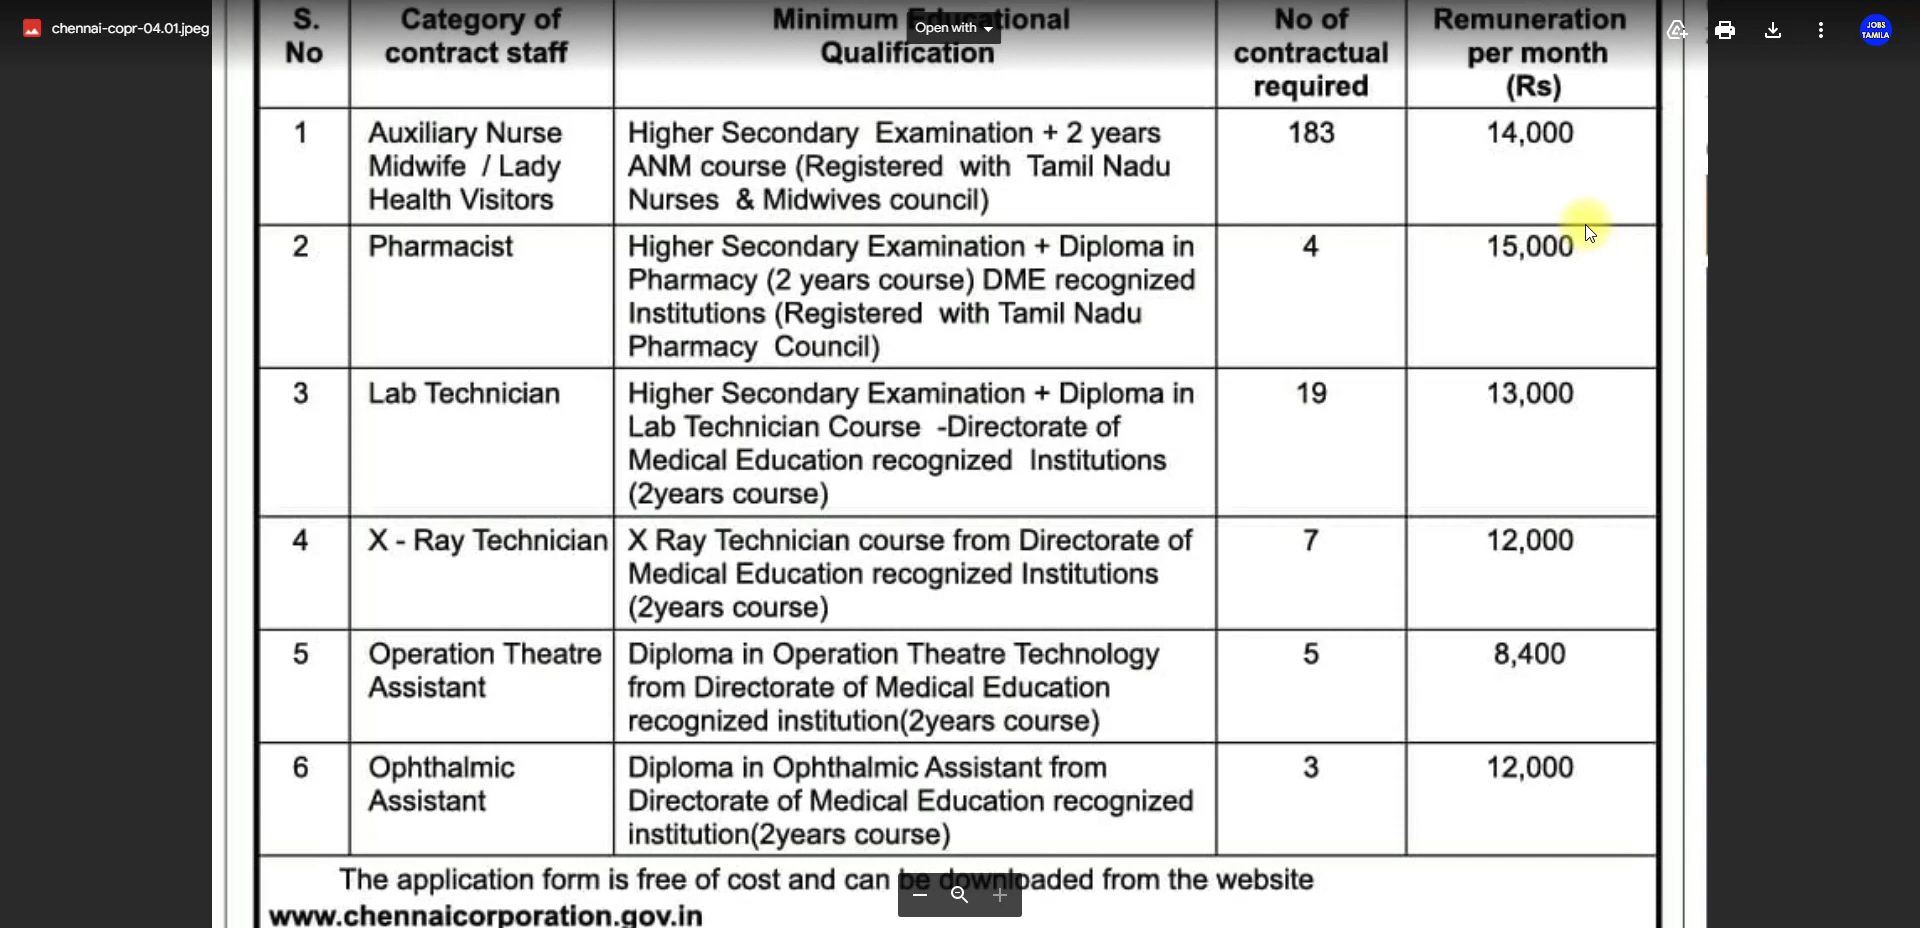 chennai-copr-04.01.jpeg
Open with
JOBS
TAMILA
S.
No
Category of
contract staff
Minimum Educational
Qualification
No of
contractual
required
Remuneration
per month
(Rs)
1
Auxiliary Nurse
Midwife / Lady
Health Visitors
Higher Secondary Examination + 2 years
ANM course (Registered with Tamil Nadu
Nurses & Midwives council)
183
14,000
2
Pharmacist
Higher Secondary Examination + Diploma in
Pharmacy (2 years course) DME recognized
Institutions (Registered with Tamil Nadu
Pharmacy Council)
4
15,000
3
Lab Technician
Higher Secondary Examination + Diploma in
Lab Technician Course -Directorate of
Medical Education recognized Institutions
(2years course)
19
13,000
4
X - Ray Technician
X Ray Technician course from Directorate of
Medical Education recognized Institutions
(2years course)
7
12,000
5
Operation Theatre
Assistant
Diploma in Operation Theatre Technology
from Directorate of Medical Education
recognized institution(2years course)
5
8,400
6
Ophthalmic
Assistant
Diploma in Ophthalmic Assistant from
Directorate of Medical Education recognized
institution(2years course)
3
12,000
The application form is free of cost and can be downloaded from the website
www.chennaicorporation.gov.in